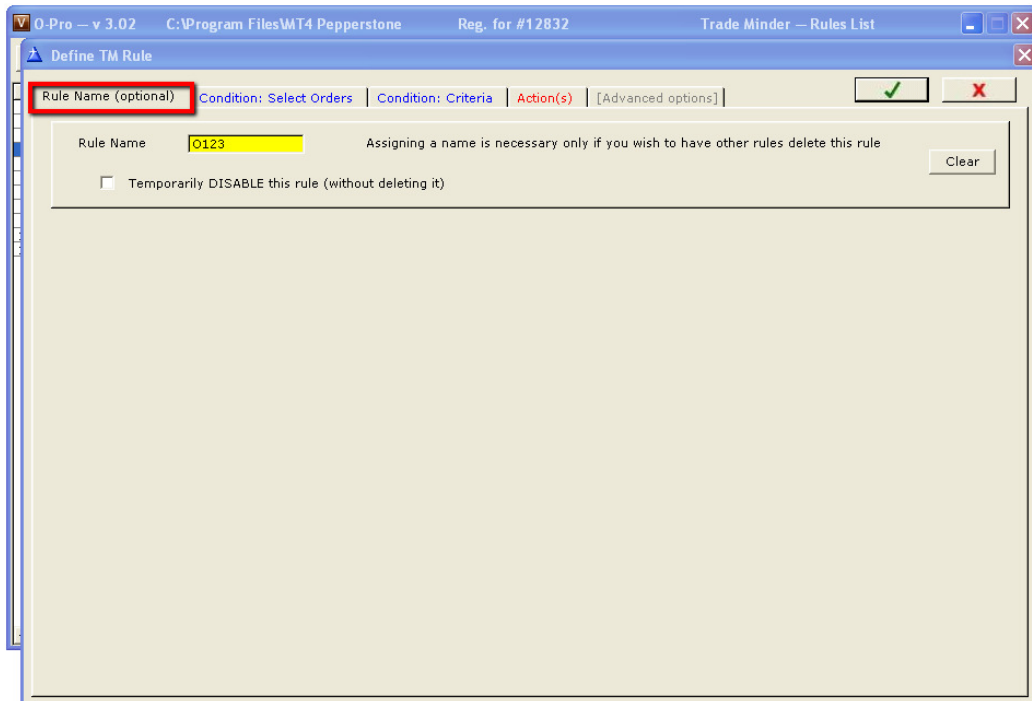 V O-Pro — v 3.02 C:\Program Files\MT4 Pepperstone Reg. for #12832 Trade Minder — Rules List
Define TM Rule
Rule Name (optional) Condition: Select Orders Condition: Criteria Action(s) [Advanced options]
Rule Name O123 Assigning a name is necessary only if you wish to have other rules delete this rule
Clear
Temporarily DISABLE this rule (without deleting it)